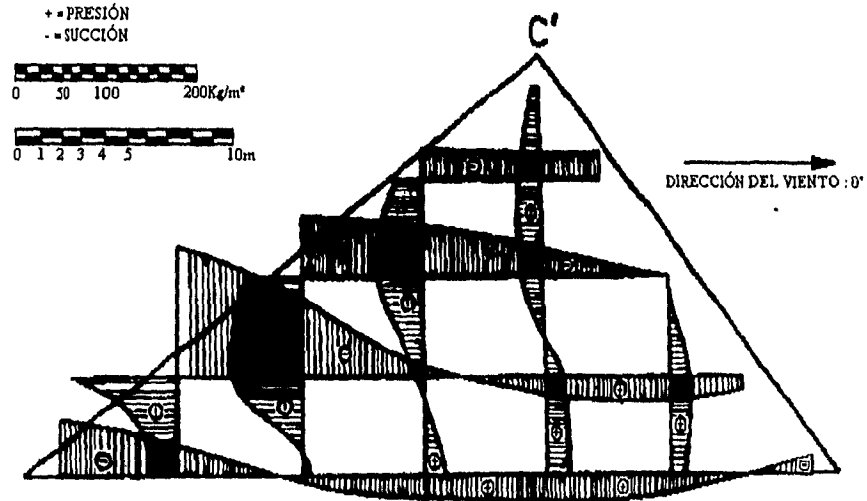 + = PRESIÓN
- = SUCCIÓN
0 50 100 200Kg/m²
0 1 2 3 4 5 10m
C'
DIRECCIÓN DEL VIENTO : 0°